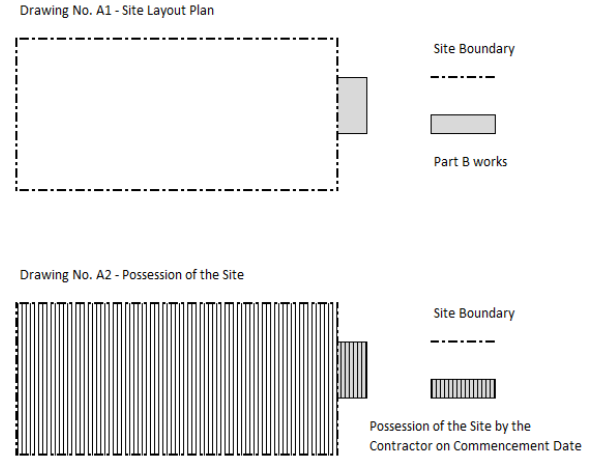 Drawing No. A1 - Site Layout Plan
Site Boundary
Part B works
Drawing No. A2 - Possession of the Site
Site Boundary
Possession of the Site by the
Contractor on Commencement Date